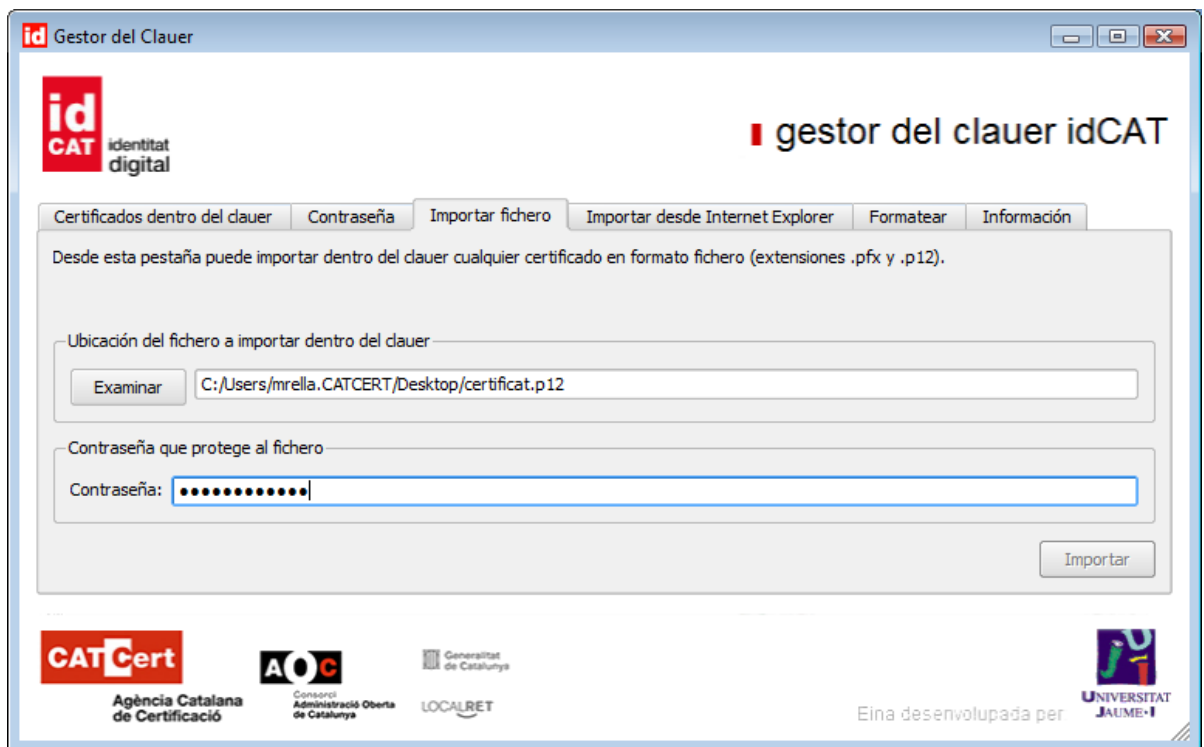 id Gestor del Clauer
id
CAT identitat
digital
gestor del clauer idCAT
Certificados dentro del clauer Contraseña Importar fichero Importar desde Internet Explorer Formatear Información
Desde esta pestaña puede importar dentro del clauer cualquier certificado en formato fichero (extensiones .pfx y .p12).
Ubicación del fichero a importar dentro del clauer
Examinar C:/Users/mrella.CATCERT/Desktop/certificat.p12
Contraseña que protege al fichero
Contraseña: ●●●●●●●●●●●●
Importar
CATCert
Agència Catalana
de Certificació
AOC
Consorci
Administració Oberta
de Catalunya
Generalitat
de Catalunya
LOCALRET
Eina desenvolupada per
UJI
UNIVERSITAT
JAUME·I